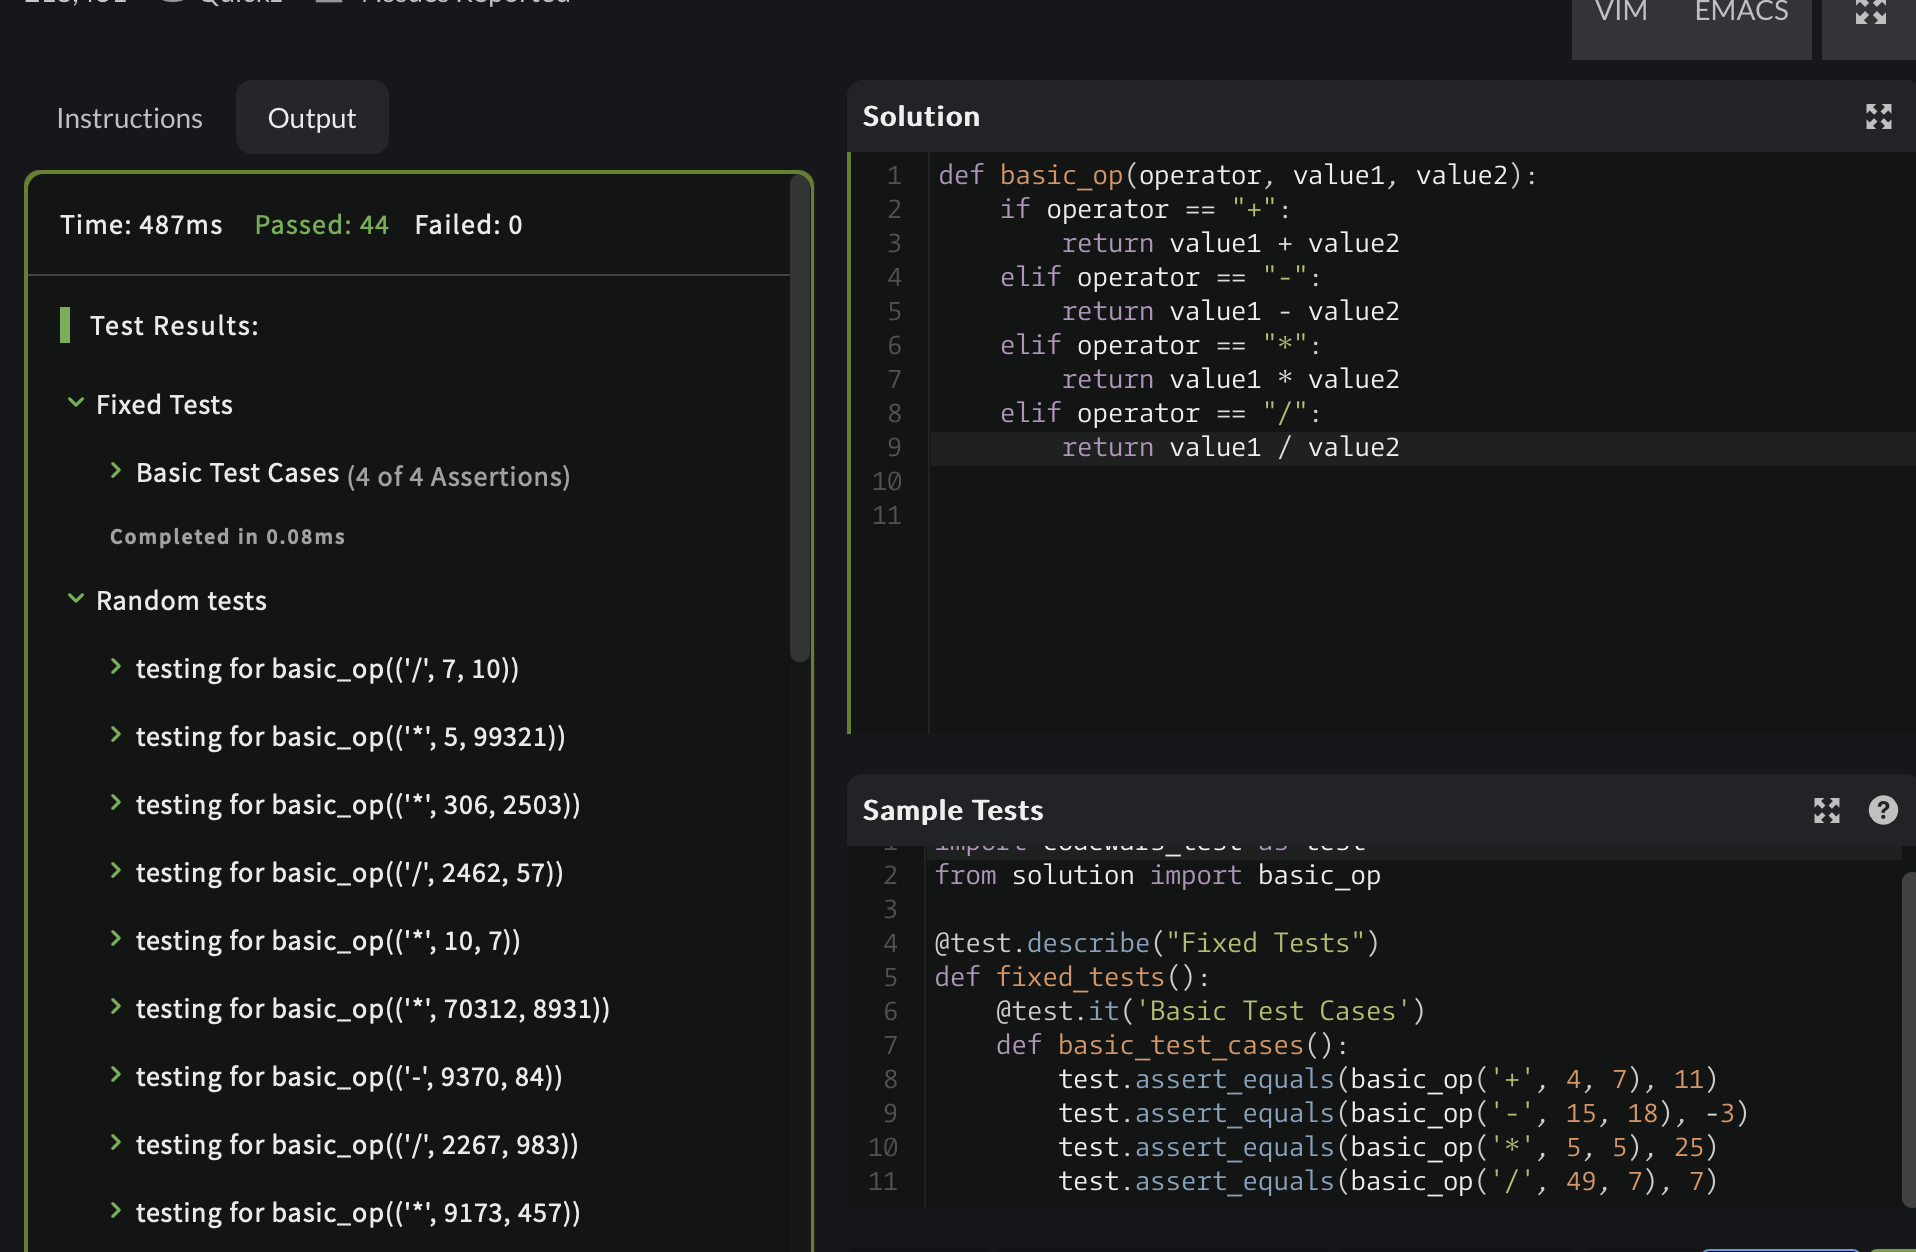 VIM EMACS
Instructions Output
Time: 487ms Passed: 44 Failed: 0
Test Results:
Fixed Tests
Basic Test Cases (4 of 4 Assertions)
Completed in 0.08ms
Random tests
testing for basic_op(('/', 7, 10))
testing for basic_op(('*', 5, 99321))
testing for basic_op(('*', 306, 2503))
testing for basic_op(('/', 2462, 57))
testing for basic_op(('*', 10, 7))
testing for basic_op(('*', 70312, 8931))
testing for basic_op(('-', 9370, 84))
testing for basic_op(('/', 2267, 983))
testing for basic_op(('*', 9173, 457))
Solution
1 def basic_op(operator, value1, value2):
2     if operator == "+":
3         return value1 + value2
4     elif operator == "-":
5         return value1 - value2
6     elif operator == "*":
7         return value1 * value2
8     elif operator == "/":
9         return value1 / value2
10
11
Sample Tests
1 import codewars_test as test
2 from solution import basic_op
3
4 @test.describe("Fixed Tests")
5 def fixed_tests():
6     @test.it('Basic Test Cases')
7     def basic_test_cases():
8         test.assert_equals(basic_op('+', 4, 7), 11)
9         test.assert_equals(basic_op('-', 15, 18), -3)
10         test.assert_equals(basic_op('*', 5, 5), 25)
11         test.assert_equals(basic_op('/', 49, 7), 7)